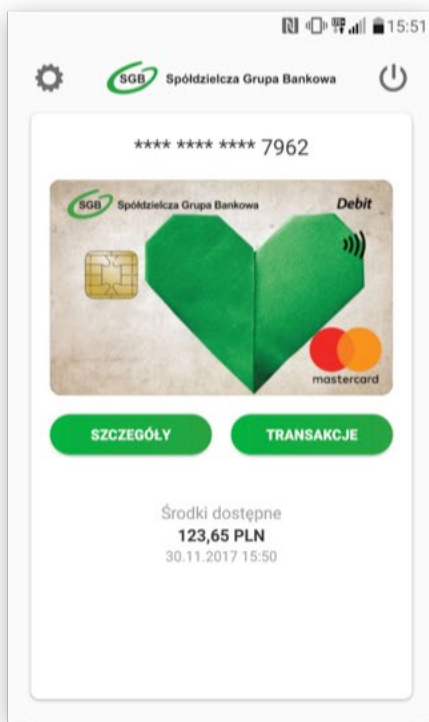 15:51
SGB Spółdzielcza Grupa Bankowa
**** **** **** 7962
SGB Spółdzielcza Grupa Bankowa Debit
mastercard
SZCZEGÓŁY TRANSAKCJE
Środki dostępne
123,65 PLN
30.11.2017 15:50